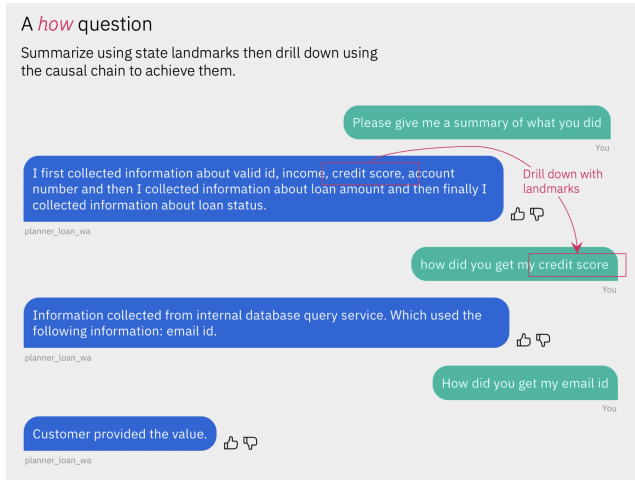 A how question
Summarize using state landmarks then drill down using
the causal chain to achieve them.
Please give me a summary of what you did
You
I first collected information about valid id, income, credit score, account
number and then I collected information about loan amount and then finally I
collected information about loan status.
planner_loan_wa
Drill down with
landmarks
how did you get my credit score
You
Information collected from internal database query service. Which used the
following information: email id.
planner_loan_wa
How did you get my email id
You
Customer provided the value.
planner_loan_wa